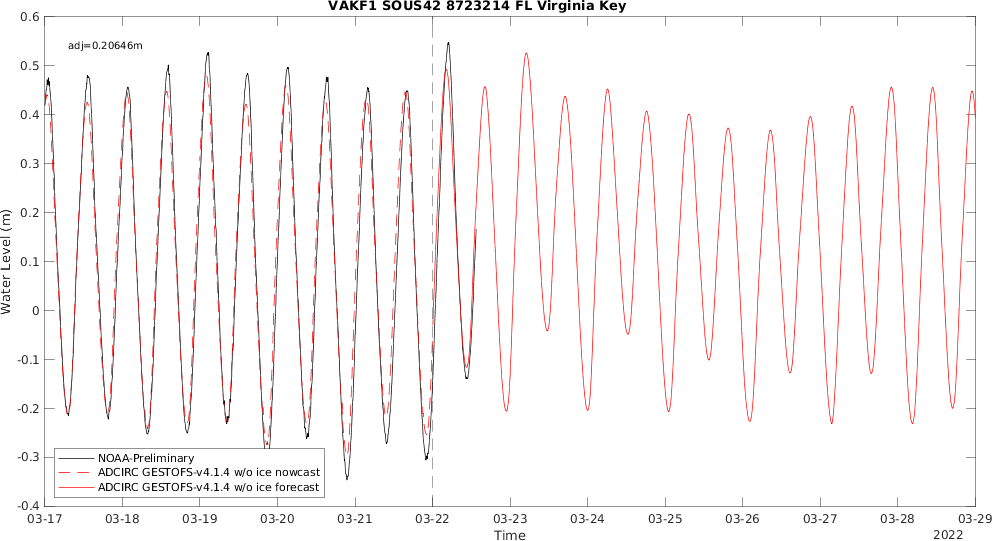 VAKF1 SOUS42 8723214 FL Virginia Key
adj=0.20646m
0.6
0.5
0.4
0.3
0.2
0.1
0
-0.1
-0.2
-0.3
-0.4
Water Level (m)
NOAA-Preliminary
ADCIRC GESTOFS-v4.1.4 w/o ice nowcast
ADCIRC GESTOFS-v4.1.4 w/o ice forecast
03-17 03-18 03-19 03-20 03-21 03-22 03-23 03-24 03-25 03-26 03-27 03-28 03-29
Time
2022